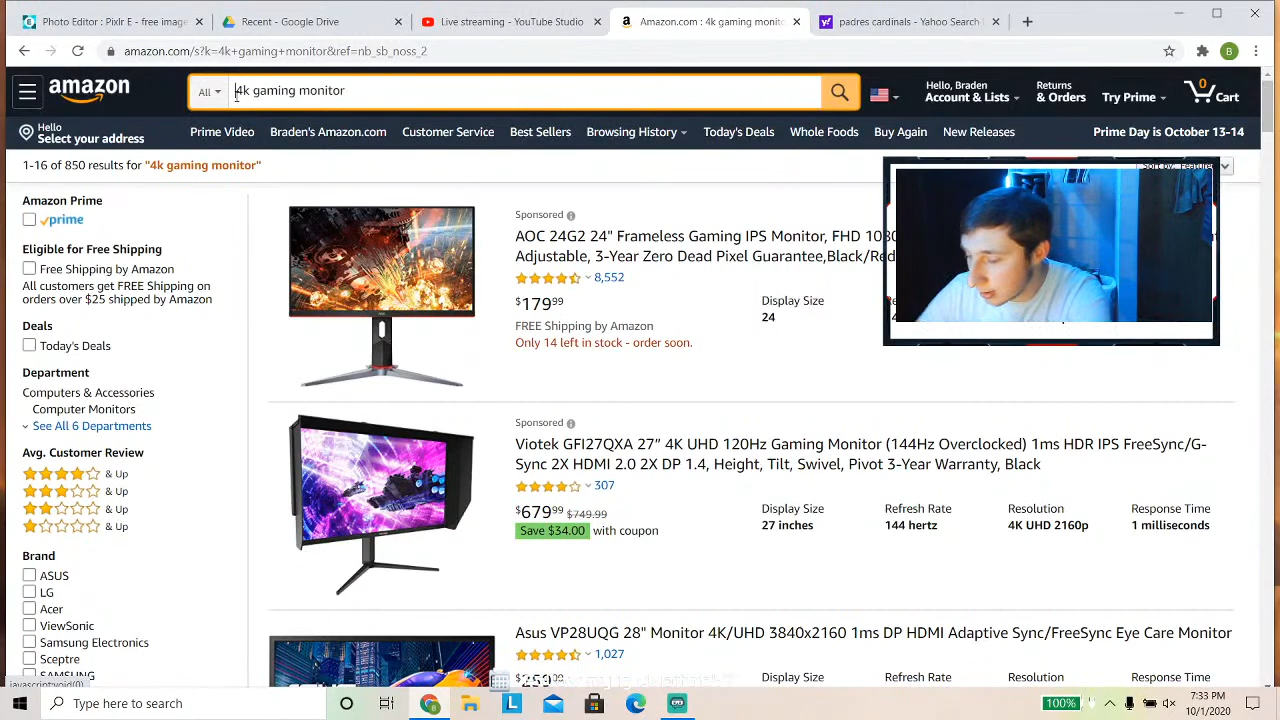 Photo Editor : Pixr E - free image
Recent - Google Drive
Live streaming - YouTube Studio
Amazon.com : 4k gaming monito
packers cardinals - Yahoo Search
amazon.com/s?k=4k+gaming+monitor&ref=nb_sb_noss_2
amazon
All
4k gaming monitor
Hello, Braden
Account & Lists
Returns
& Orders
Try Prime
0
Cart
Hello
Select your address
Prime Video
Braden's Amazon.com
Customer Service
Best Sellers
Browsing History
Today's Deals
Whole Foods
Buy Again
New Releases
Prime Day is October 13-14
1-16 of 850 results for "4k gaming monitor"
Sort by: Feature
Amazon Prime
prime
Eligible for Free Shipping
Free Shipping by Amazon
All customers get FREE Shipping on
orders over $25 shipped by Amazon
Deals
Today's Deals
Department
Computers & Accessories
Computer Monitors
See All 6 Departments
Avg. Customer Review
& Up
& Up
& Up
& Up
Brand
ASUS
LG
Acer
ViewSonic
Samsung Electronics
Sceptre
SAMSUNG
javascript:void(0)
Sponsored
AOC 24G2 24" Frameless Gaming IPS Monitor, FHD 108
Adjustable, 3-Year Zero Dead Pixel Guarantee,Black/Red
8,552
$179.99
FREE Shipping by Amazon
Only 14 left in stock - order soon.
Display Size
24
Sponsored
Viotek GFI27QXA 27” 4K UHD 120Hz Gaming Monitor (144Hz Overclocked) 1ms HDR IPS FreeSync/G-
Sync 2X HDMI 2.0 2X DP 1.4, Height, Tilt, Swivel, Pivot 3-Year Warranty, Black
307
$679.99 $749.99
Save $34.00 with coupon
Display Size
27 inches
Refresh Rate
144 hertz
Resolution
4K UHD 2160p
Response Time
1 milliseconds
Asus VP28UQG 28" Monitor 4K/UHD 3840x2160 1ms DP HDMI Adaptive Sync/FreeSync Eye Care Monitor
1,027
Display Size
Refresh Rate
Resolution
Response Time
Type here to search
100%
7:33 PM
10/1/2020